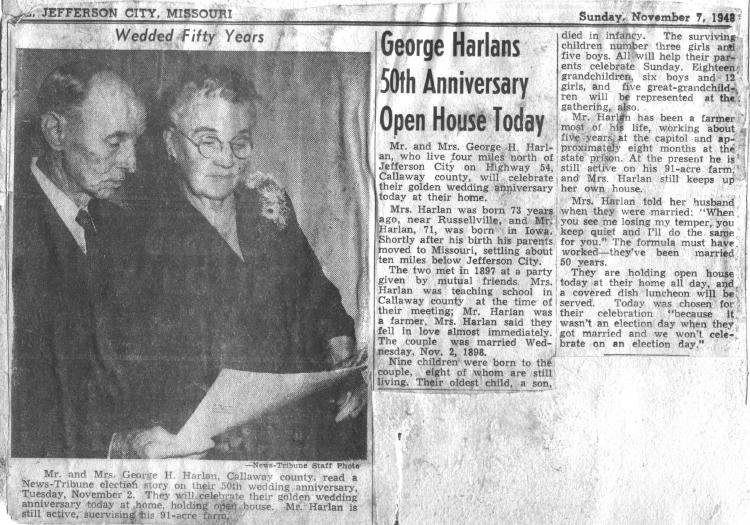 JEFFERSON CITY, MISSOURI
Sunday, November 7, 1948
Wedded Fifty Years
—News-Tribune Staff Photo
Mr. and Mrs. George H. Harlan, Callaway county, read a
News-Tribune election story on their 50th wedding anniversary,
Tuesday, November 2. They will celebrate their golden wedding
anniversary today at home, holding open house. Mr. Harlan is
still active, suervising his 91-acre farm.
George Harlans
50th Anniversary
Open House Today
Mr. and Mrs. George H. Harl-
an, who live four miles north of
Jefferson City on Highway 54,
Callaway county, will celebrate
their golden wedding anniversary
today at their home.
Mrs. Harlan was born 73 years
ago, near Russellville, and Mr.
Harlan, 71, was born in Iowa.
Shortly after his birth his parents
moved to Missouri, settling about
ten miles below Jefferson City.
The two met in 1897 at a party
given by mutual friends. Mrs.
Harlan was teaching school in
Callaway county at the time of
their meeting; Mr. Harlan was
a farmer. Mrs. Harlan said they
fell in love almost immediately.
The couple was married Wed-
nesday, Nov. 2, 1898.
Nine children were born to the
couple, eight of whom are still
living. Their oldest child, a son,
died in infancy. The surviving
children number three girls and
five boys. All will help their par-
ents celebrate Sunday. Eighteen
grandchildren, six boys and 12
girls, and five great-grandchild-
ren will be represented at the
gathering, also.
Mr. Harlan has been a farmer
most of his life, working about
five years at the capitol and ap-
proximately eight months at the
state prison. At the present he is
still active on his 91-acre farm,
and Mrs. Harlan still keeps up
her own house.
Mrs. Harlan told her husband
when they were married: "When
you see me losing my temper, you
keep quiet and I'll do the same
for you." The formula must have
worked—they've been married
50 years.
They are holding open house
today at their home all day, and
a covered dish luncheon will be
served. Today was chosen for
their celebration "because it
wasn't an election day when they
got married and we won't cele-
brate on an election day."